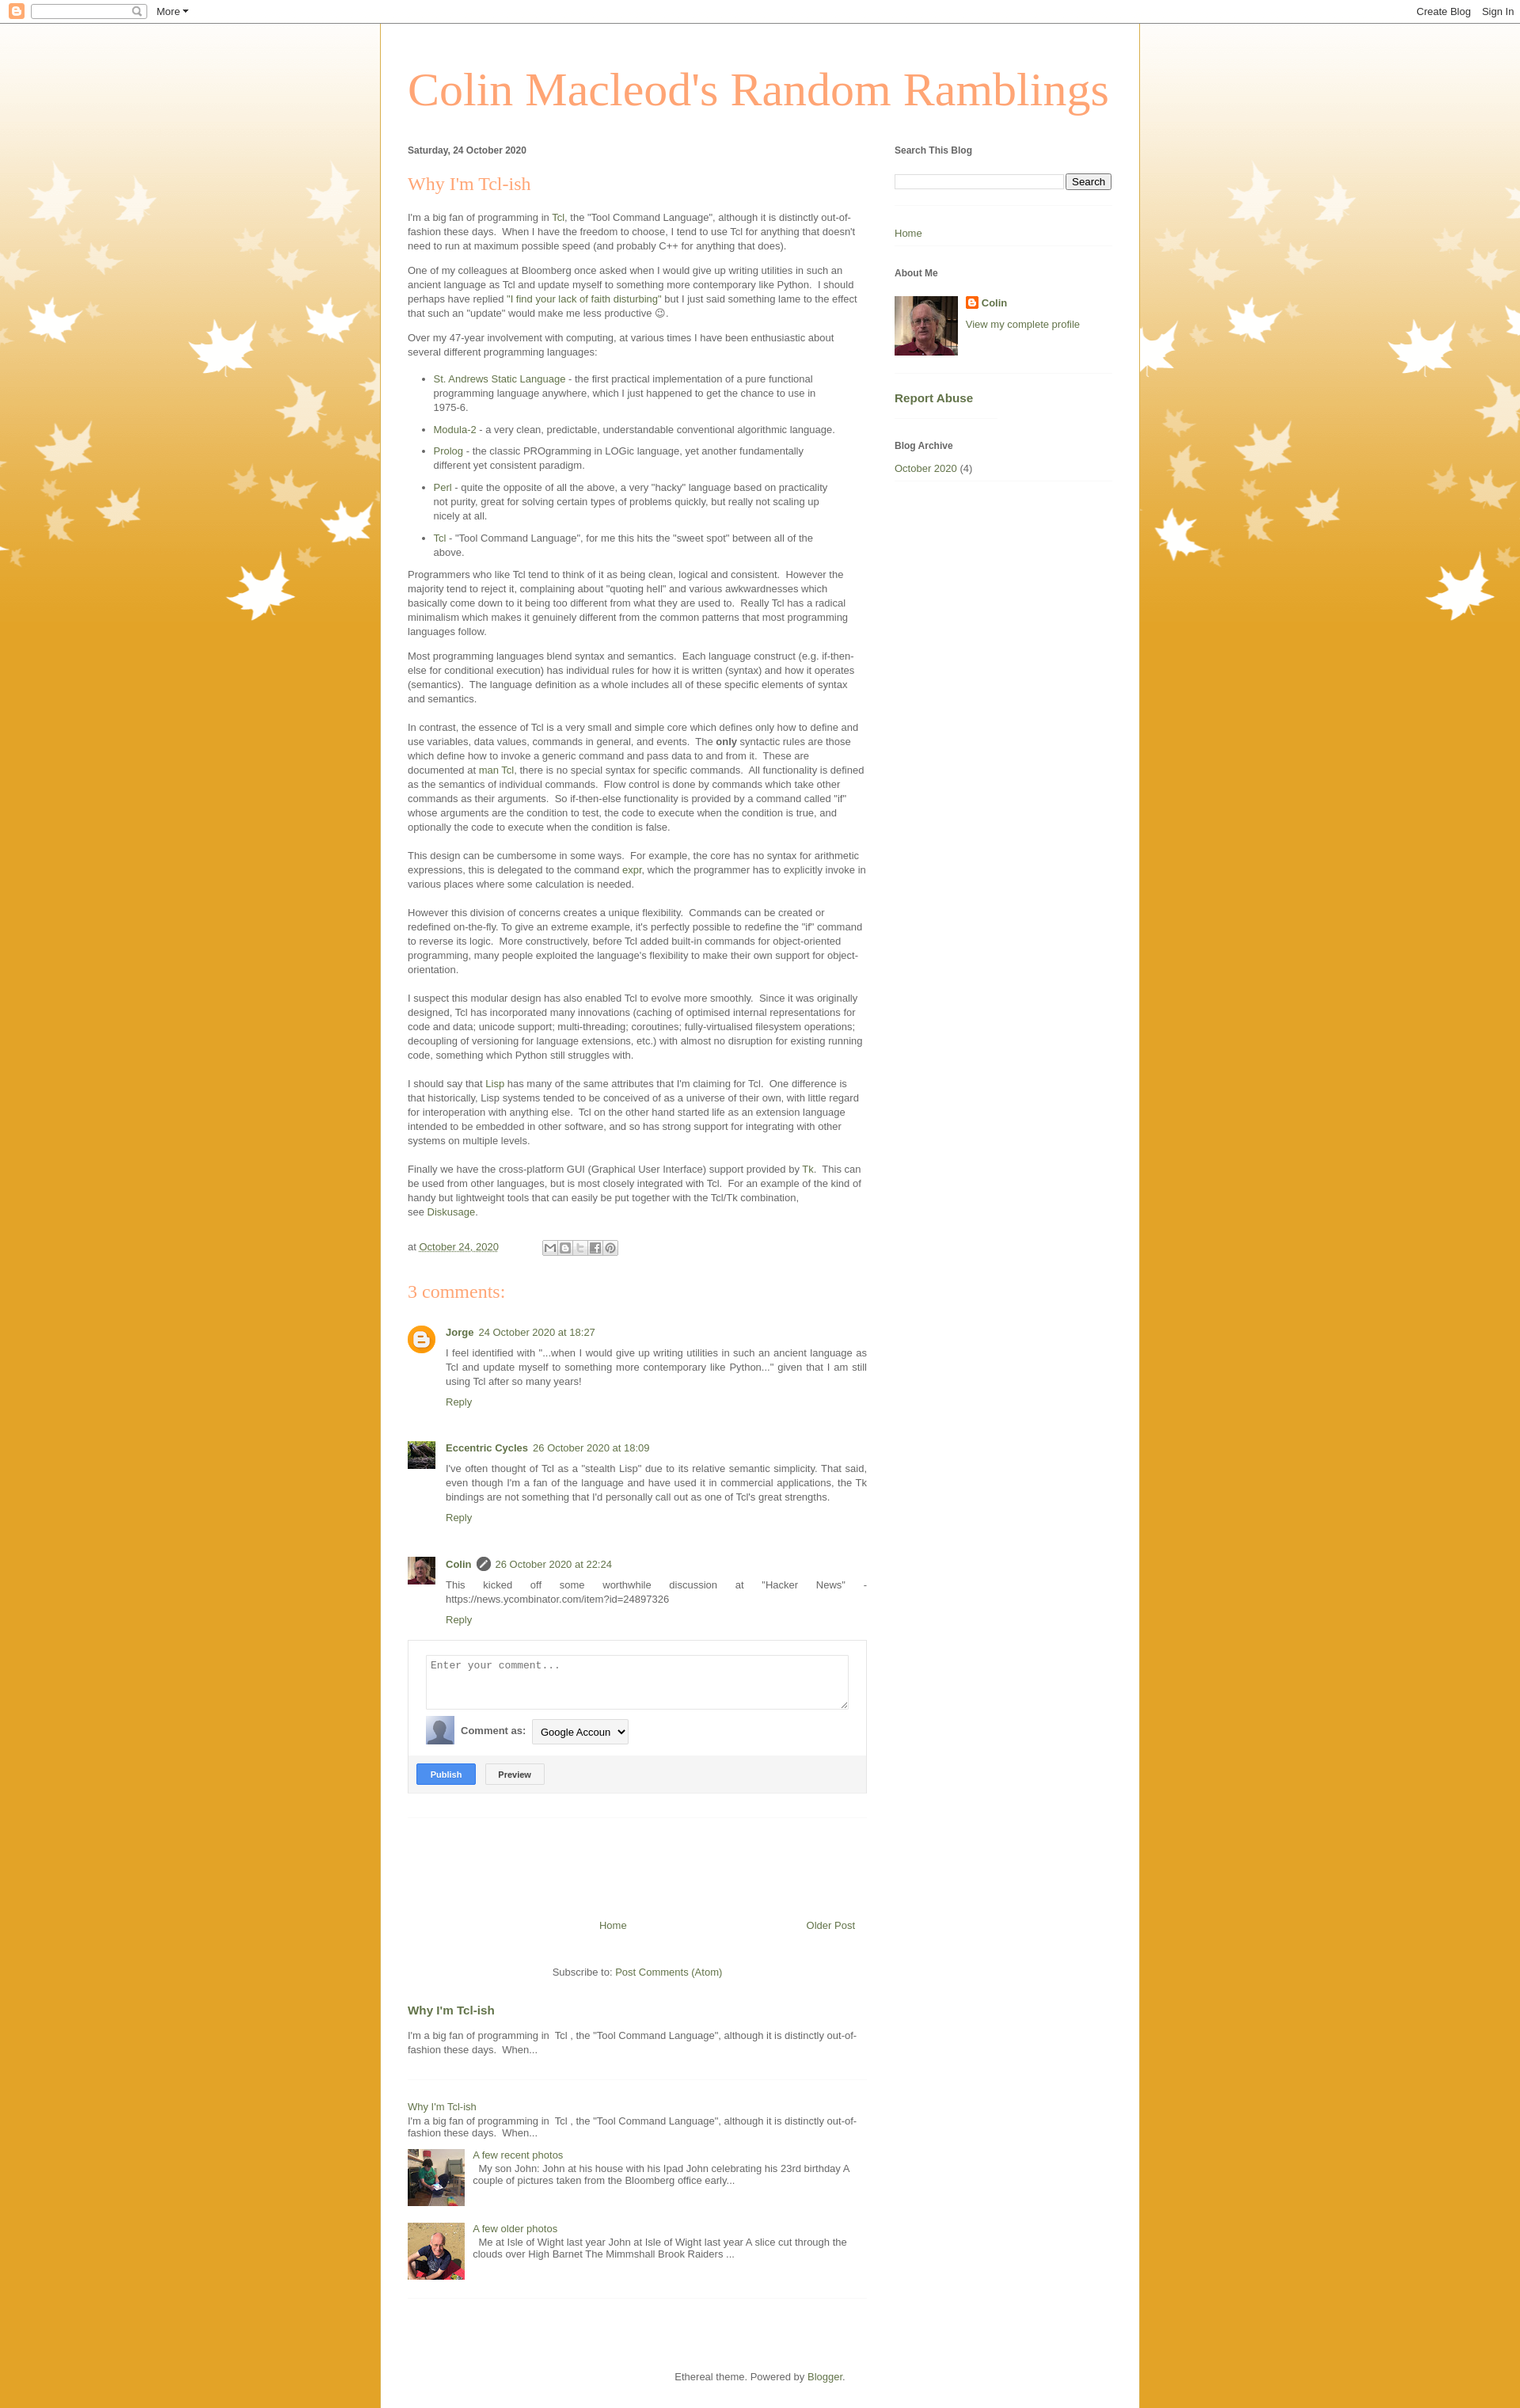 More
Create Blog
Sign In
Colin Macleod's Random Ramblings
Saturday, 24 October 2020
Why I'm Tcl-ish
I'm a big fan of programming in Tcl, the "Tool Command Language", although it is distinctly out-of-
fashion these days.  When I have the freedom to choose, I tend to use Tcl for anything that doesn't
need to run at maximum possible speed (and probably C++ for anything that does).
One of my colleagues at Bloomberg once asked when I would give up writing utilities in such an
ancient language as Tcl and update myself to something more contemporary like Python.  I should
perhaps have replied "I find your lack of faith disturbing" but I just said something lame to the effect
that such an "update" would make me less productive 😉.
Over my 47-year involvement with computing, at various times I have been enthusiastic about
several different programming languages:
• St. Andrews Static Language - the first practical implementation of a pure functional
programming language anywhere, which I just happened to get the chance to use in
1975-6.
• Modula-2 - a very clean, predictable, understandable conventional algorithmic language.
• Prolog - the classic PROgramming in LOGic language, yet another fundamentally
different yet consistent paradigm.
• Perl - quite the opposite of all the above, a very "hacky" language based on practicality
not purity, great for solving certain types of problems quickly, but really not scaling up
nicely at all.
• Tcl - "Tool Command Language", for me this hits the "sweet spot" between all of the
above.
Programmers who like Tcl tend to think of it as being clean, logical and consistent.  However the
majority tend to reject it, complaining about "quoting hell" and various awkwardnesses which
basically come down to it being too different from what they are used to.  Really Tcl has a radical
minimalism which makes it genuinely different from the common patterns that most programming
languages follow.
Most programming languages blend syntax and semantics.  Each language construct (e.g. if-then-
else for conditional execution) has individual rules for how it is written (syntax) and how it operates
(semantics).  The language definition as a whole includes all of these specific elements of syntax
and semantics.
In contrast, the essence of Tcl is a very small and simple core which defines only how to define and
use variables, data values, commands in general, and events.  The only syntactic rules are those
which define how to invoke a generic command and pass data to and from it.  These are
documented at man Tcl, there is no special syntax for specific commands.  All functionality is defined
as the semantics of individual commands.  Flow control is done by commands which take other
commands as their arguments.  So if-then-else functionality is provided by a command called "if"
whose arguments are the condition to test, the code to execute when the condition is true, and
optionally the code to execute when the condition is false.
This design can be cumbersome in some ways.  For example, the core has no syntax for arithmetic
expressions, this is delegated to the command expr, which the programmer has to explicitly invoke in
various places where some calculation is needed.
However this division of concerns creates a unique flexibility.  Commands can be created or
redefined on-the-fly. To give an extreme example, it's perfectly possible to redefine the "if" command
to reverse its logic.  More constructively, before Tcl added built-in commands for object-oriented
programming, many people exploited the language's flexibility to make their own support for object-
orientation.
I suspect this modular design has also enabled Tcl to evolve more smoothly.  Since it was originally
designed, Tcl has incorporated many innovations (caching of optimised internal representations for
code and data; unicode support; multi-threading; coroutines; fully-virtualised filesystem operations;
decoupling of versioning for language extensions, etc.) with almost no disruption for existing running
code, something which Python still struggles with.
I should say that Lisp has many of the same attributes that I'm claiming for Tcl.  One difference is
that historically, Lisp systems tended to be conceived of as a universe of their own, with little regard
for interoperation with anything else.  Tcl on the other hand started life as an extension language
intended to be embedded in other software, and so has strong support for integrating with other
systems on multiple levels.
Finally we have the cross-platform GUI (Graphical User Interface) support provided by Tk.  This can
be used from other languages, but is most closely integrated with Tcl.  For an example of the kind of
handy but lightweight tools that can easily be put together with the Tcl/Tk combination,
see Diskusage.
at October 24, 2020
3 comments:
Jorge 24 October 2020 at 18:27
I feel identified with "...when I would give up writing utilities in such an ancient language as
Tcl and update myself to something more contemporary like Python..." given that I am still
using Tcl after so many years!
Reply
Eccentric Cycles 26 October 2020 at 18:09
I've often thought of Tcl as a "stealth Lisp" due to its relative semantic simplicity. That said,
even though I'm a fan of the language and have used it in commercial applications, the Tk
bindings are not something that I'd personally call out as one of Tcl's great strengths.
Reply
Colin 26 October 2020 at 22:24
This kicked off some worthwhile discussion at "Hacker News" -
https://news.ycombinator.com/item?id=24897326
Reply
Enter your comment...
Comment as: Google Accoun
Publish
Preview
Home
Older Post
Subscribe to: Post Comments (Atom)
Why I'm Tcl-ish
I'm a big fan of programming in  Tcl , the "Tool Command Language", although it is distinctly out-of-
fashion these days.  When...
Why I'm Tcl-ish
I'm a big fan of programming in  Tcl , the "Tool Command Language", although it is distinctly out-of-
fashion these days.  When...
A few recent photos
My son John: John at his house with his Ipad John celebrating his 23rd birthday A
couple of pictures taken from the Bloomberg office early...
A few older photos
Me at Isle of Wight last year John at Isle of Wight last year A slice cut through the
clouds over High Barnet The Mimmshall Brook Raiders ...
Search This Blog
Search
Home
About Me
Colin
View my complete profile
Report Abuse
Blog Archive
October 2020 (4)
Ethereal theme. Powered by Blogger.